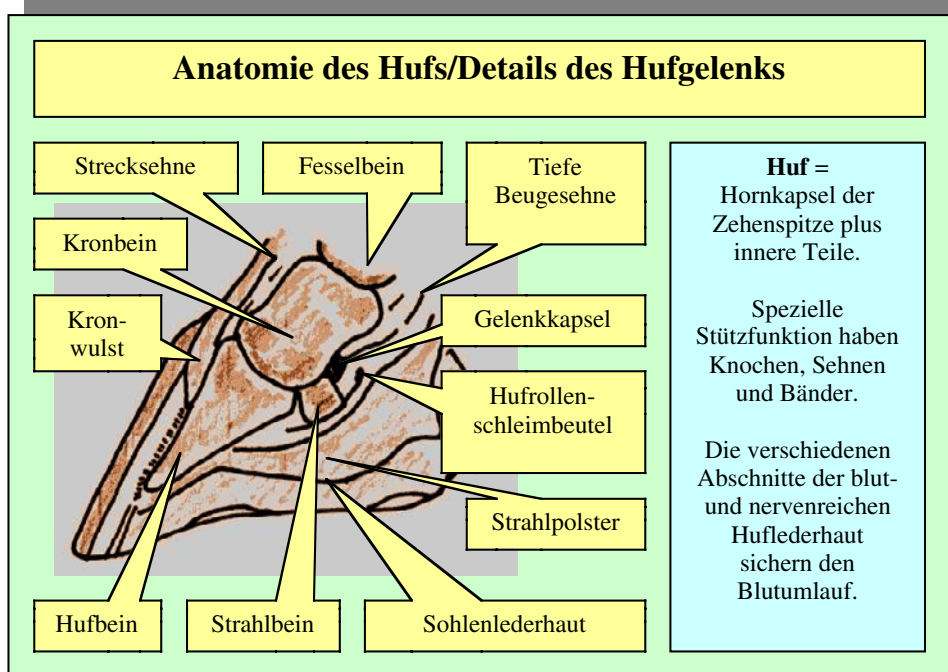 Anatomie des Hufs/Details des Hufgelenks
Strecksehne
Fesselbein
Tiefe
Beugesehne
Kronbein
Kron-
wulst
Gelenkkapsel
Hufrollen-
schleimbeutel
Strahlpolster
Hufbein
Strahlbein
Sohlenlederhaut
Huf =
Hornkapsel der
Zehenspitze plus
innere Teile.
Spezielle
Stützfunktion haben
Knochen, Sehnen
und Bänder.
Die verschiedenen
Abschnitte der blut-
und nervenreichen
Huflederhaut
sichern den
Blutumlauf.